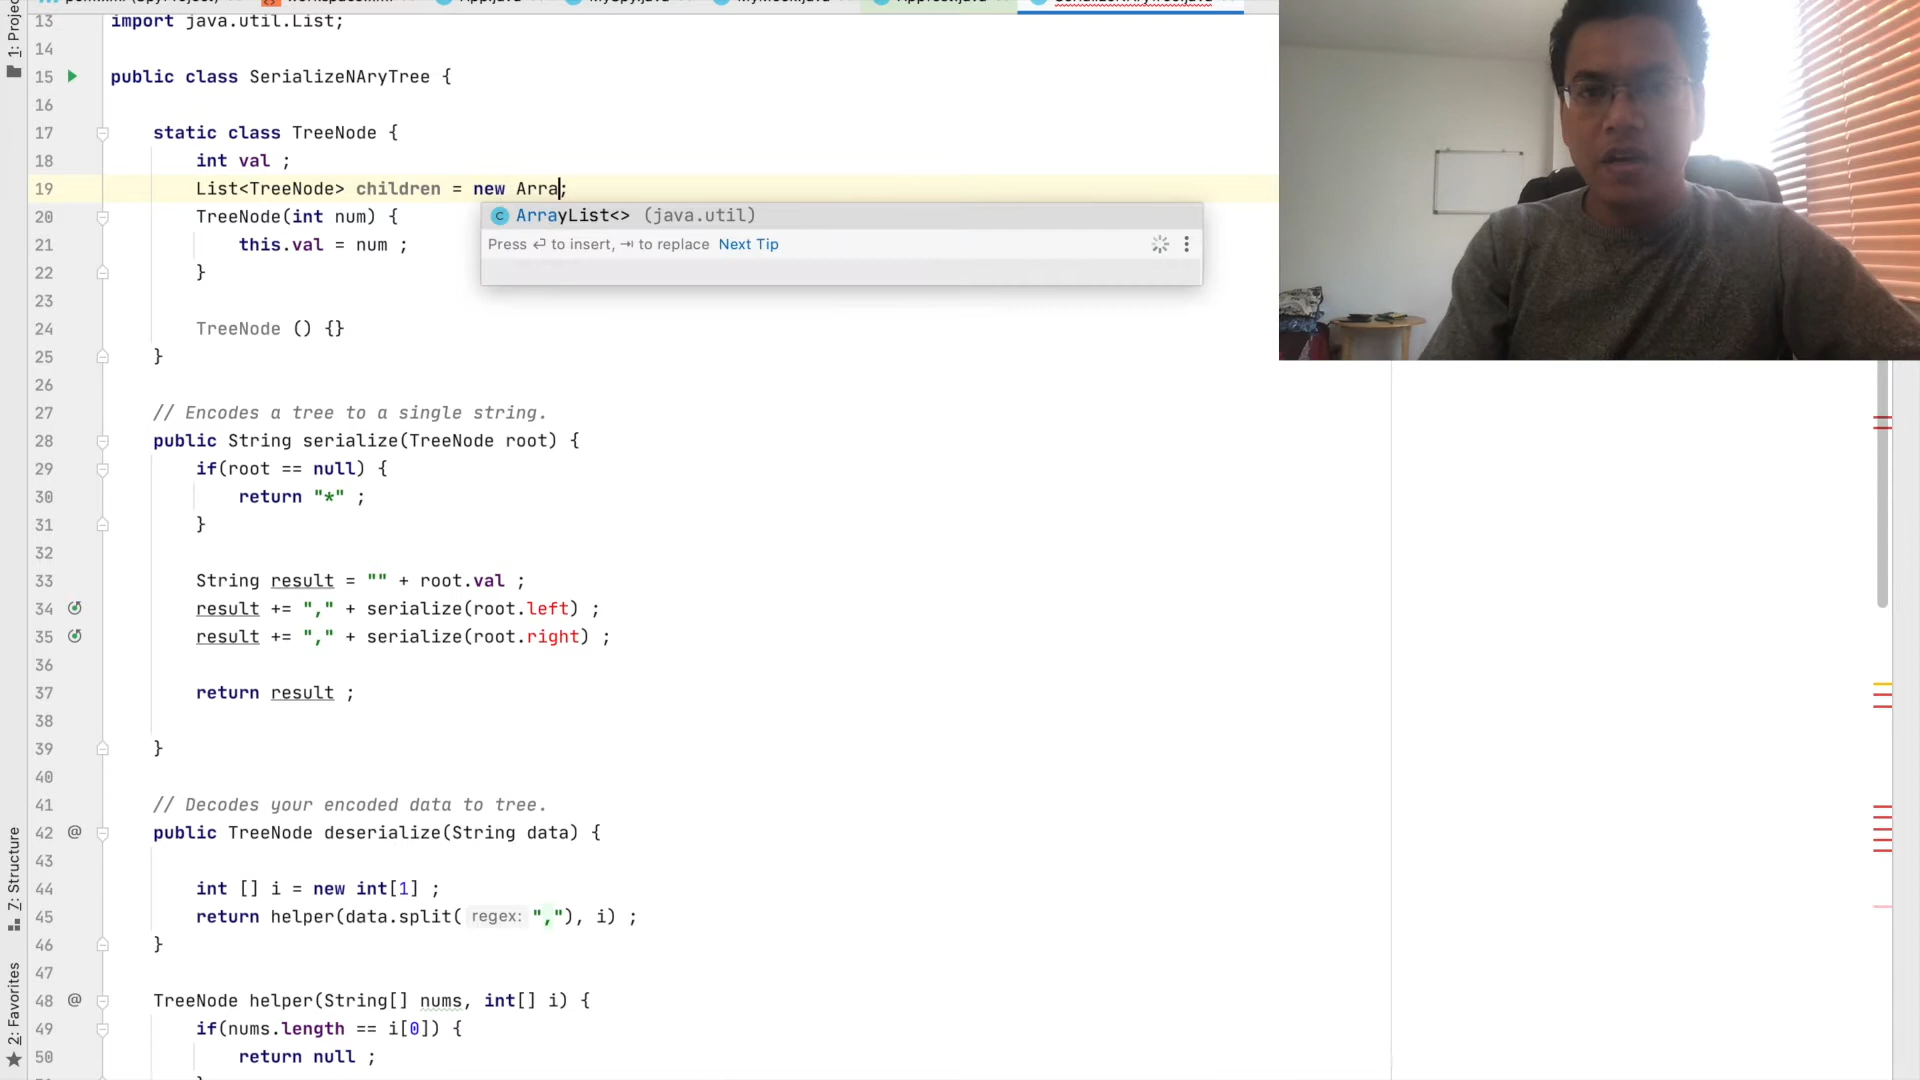 13 import java.util.List;
14
15 public class SerializeNAryTree {
16
17 static class TreeNode {
18 int val ;
19 List<TreeNode> children = new Arra;
ArrayList<> (java.util)
20 TreeNode(int num) {
Press ↩ to insert, ⇥ to replace Next Tip
21 this.val = num ;
22 }
23
24 TreeNode () {}
25 }
26
27 // Encodes a tree to a single string.
28 public String serialize(TreeNode root) {
29 if(root == null) {
30 return "*" ;
31 }
32
33 String result = "" + root.val ;
34 result += "," + serialize(root.left) ;
35 result += "," + serialize(root.right) ;
36
37 return result ;
38
39 }
40
41 // Decodes your encoded data to tree.
42 @ public TreeNode deserialize(String data) {
43
44 int [] i = new int[1] ;
45 return helper(data.split( regex: ","), i) ;
46 }
47
48 @ TreeNode helper(String[] nums, int[] i) {
49 if(nums.length == i[0]) {
50 return null ;
7: Structure
2: Favorites